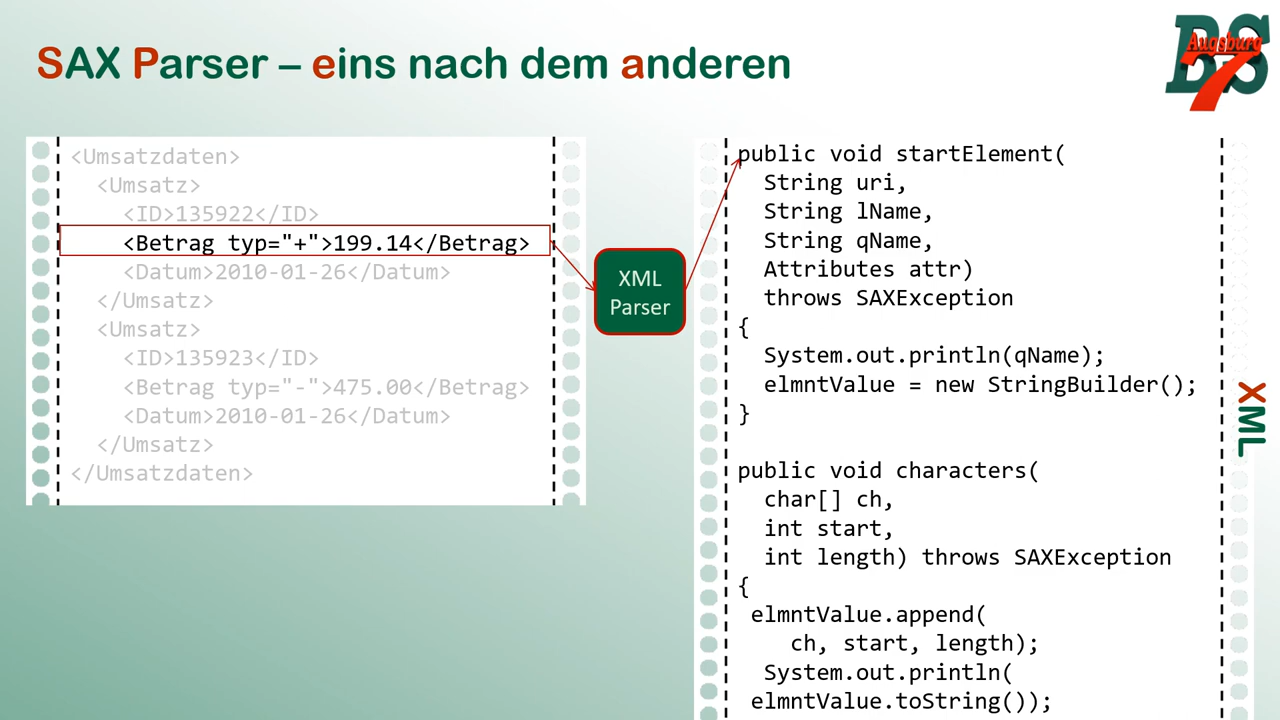 SAX Parser – eins nach dem anderen
BS
Augsburg
7
<Umsatzdaten>
<Umsatz>
<ID>135922</ID>
<Betrag typ="+">199.14</Betrag>
<Datum>2010-01-26</Datum>
</Umsatz>
<Umsatz>
<ID>135923</ID>
<Betrag typ="-">475.00</Betrag>
<Datum>2010-01-26</Datum>
</Umsatz>
</Umsatzdaten>
XML
Parser
public void startElement(
String uri,
String lName,
String qName,
Attributes attr)
throws SAXException
{
System.out.println(qName);
elmntValue = new StringBuilder();
}
public void characters(
char[] ch,
int start,
int length) throws SAXException
{
elmntValue.append(
ch, start, length);
System.out.println(
elmntValue.toString());
XML